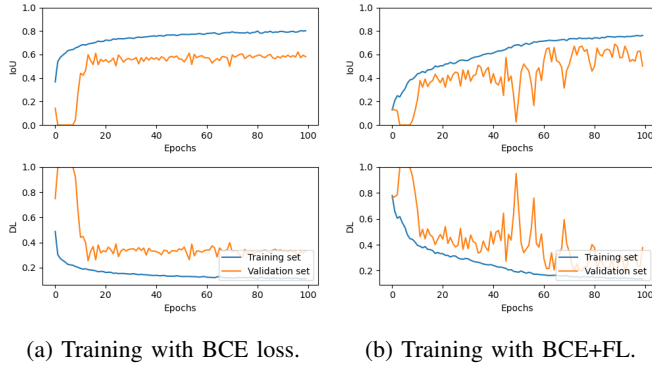 1.0
0.8
0.6
0.4
0.2
0.0
IoU
0 20 40 60 80 100
Epochs
1.0
0.8
0.6
0.4
0.2
DL
Training set
Validation set
0 20 40 60 80 100
Epochs
(a) Training with BCE loss.
1.0
0.8
0.6
0.4
0.2
0.0
IoU
0 20 40 60 80 100
Epochs
1.0
0.8
0.6
0.4
0.2
DL
Training set
Validation set
0 20 40 60 80 100
Epochs
(b) Training with BCE+FL.